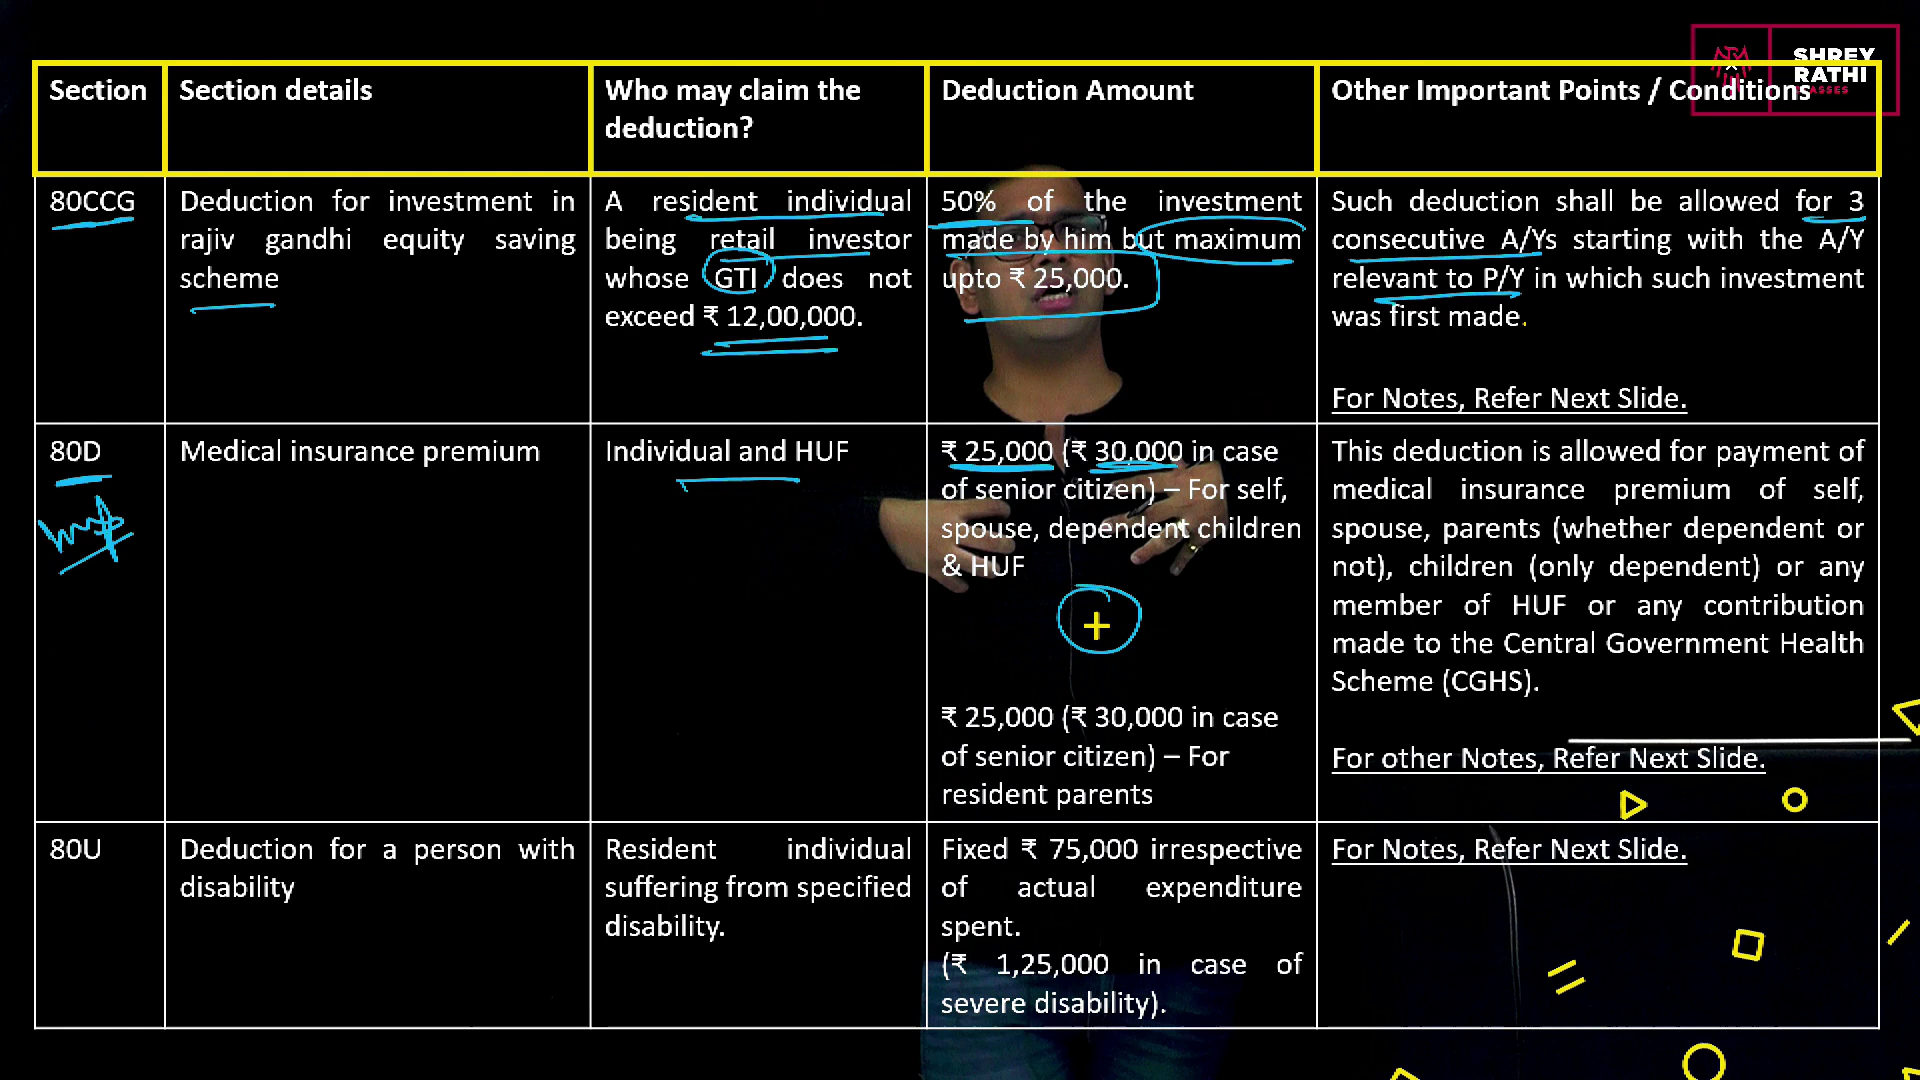 SHREY
RATHI
CLASSES
Section
Section details
Who may claim the
deduction?
Deduction Amount
Other Important Points / Conditions
80CCG
Deduction for investment in
rajiv gandhi equity saving
scheme
A resident individual
being retail investor
whose GTI does not
exceed ₹ 12,00,000.
50% of the investment
made by him but maximum
upto ₹ 25,000.
Such deduction shall be allowed for 3
consecutive A/Ys starting with the A/Y
relevant to P/Y in which such investment
was first made.
For Notes, Refer Next Slide.
80D
Imp
Medical insurance premium
Individual and HUF
₹ 25,000 (₹ 30,000 in case
of senior citizen) – For self,
spouse, dependent children
& HUF
+
₹ 25,000 (₹ 30,000 in case
of senior citizen) – For
resident parents
This deduction is allowed for payment of
medical insurance premium of self,
spouse, parents (whether dependent or
not), children (only dependent) or any
member of HUF or any contribution
made to the Central Government Health
Scheme (CGHS).
For other Notes, Refer Next Slide.
80U
Deduction for a person with
disability
Resident individual
suffering from specified
disability.
Fixed ₹ 75,000 irrespective
of actual expenditure
spent.
(₹ 1,25,000 in case of
severe disability).
For Notes, Refer Next Slide.